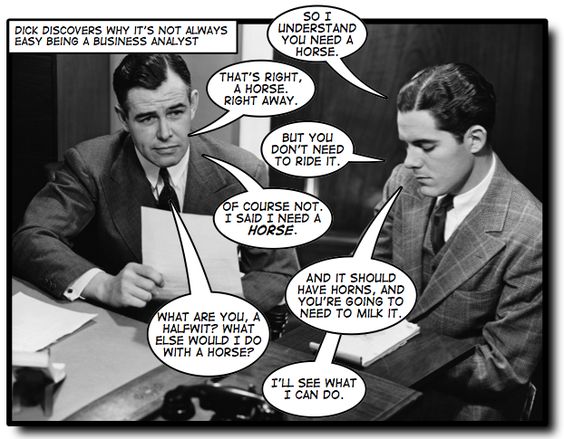 DICK DISCOVERS WHY IT'S NOT ALWAYS
EASY BEING A BUSINESS ANALYST
SO I
UNDERSTAND
YOU NEED A
HORSE.
THAT'S RIGHT,
A HORSE.
RIGHT AWAY.
BUT YOU
DON'T NEED
TO RIDE IT.
OF COURSE NOT.
I SAID I NEED A
HORSE.
AND IT SHOULD
HAVE HORNS, AND
YOU'RE GOING TO
NEED TO MILK IT.
WHAT ARE YOU, A
HALFWIT? WHAT
ELSE WOULD I DO
WITH A HORSE?
I'LL SEE WHAT
I CAN DO.